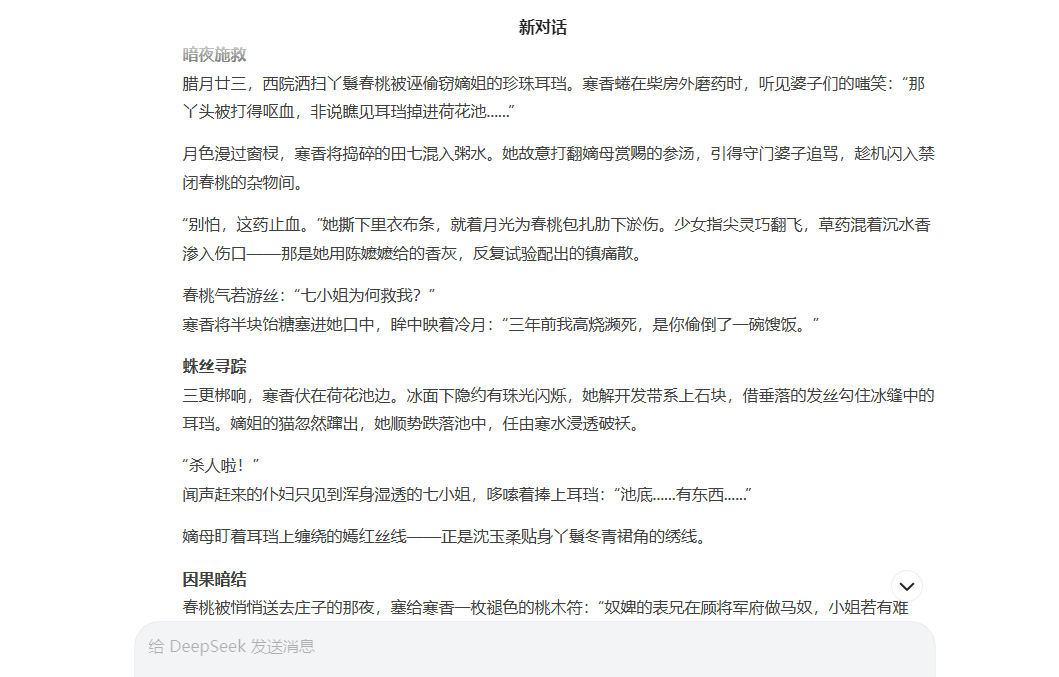 新对话
暗夜施救
腊月廿三，西院洒扫丫鬟春桃被诬偷窃嫡姐的珍珠耳珰。寒香蜷在柴房外磨药时，听见婆子们的嗤笑：“那
丫头被打得呕血，非说瞧见耳珰掉进荷花池......”
月色漫过窗棂，寒香将捣碎的田七混入粥水。她故意打翻嫡母赏赐的参汤，引得守门婆子追骂，趁机闪入禁
闭春桃的杂物间。
“别怕，这药止血。”她撕下里衣布条，就着月光为春桃包扎肋下淤伤。少女指尖灵巧翻飞，草药混着沉水香
渗入伤口——那是她用陈嬷嬷给的香灰，反复试验配出的镇痛散。
春桃气若游丝：“七小姐为何救我？”
寒香将半块饴糖塞进她口中，眸中映着冷月：“三年前我高烧濒死，是你偷倒了一碗馊饭。”
蛛丝寻踪
三更梆响，寒香伏在荷花池边。冰面下隐约有珠光闪烁，她解开发带系上石块，借垂落的发丝勾住冰缝中的
耳珰。嫡姐的猫忽然蹿出，她顺势跌落池中，任由寒水浸透破袄。
“杀人啦！”
闻声赶来的仆妇只见到浑身湿透的七小姐，哆嗦着捧上耳珰：“池底......有东西......”
嫡母盯着耳珰上缠绕的嫣红丝线——正是沈玉柔贴身丫鬟冬青裙角的绣线。
因果暗结
春桃被悄悄送去庄子的那夜，塞给寒香一枚褪色的桃木符：“奴婢的表兄在顾将军府做马奴，小姐若有难
给 DeepSeek 发送消息